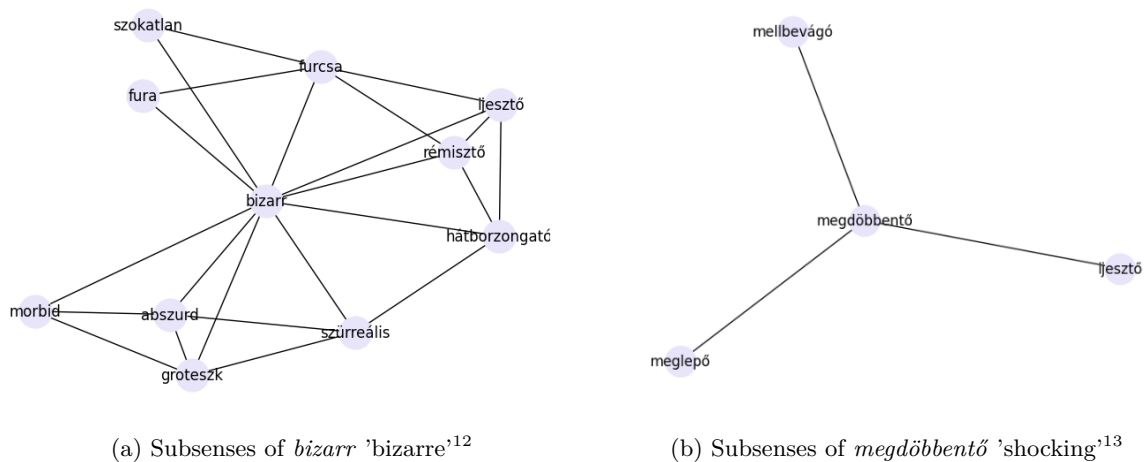 szokatlan
furcsa
fura
ijesztő
rémisztő
bizarr
hátborzongató
morbid
abszurd
szürreális
groteszk
(a) Subsenses of bizarr 'bizarre'12
mellbevágó
megdöbbentő
ijesztő
meglepő
(b) Subsenses of megdöbbentő 'shocking'13